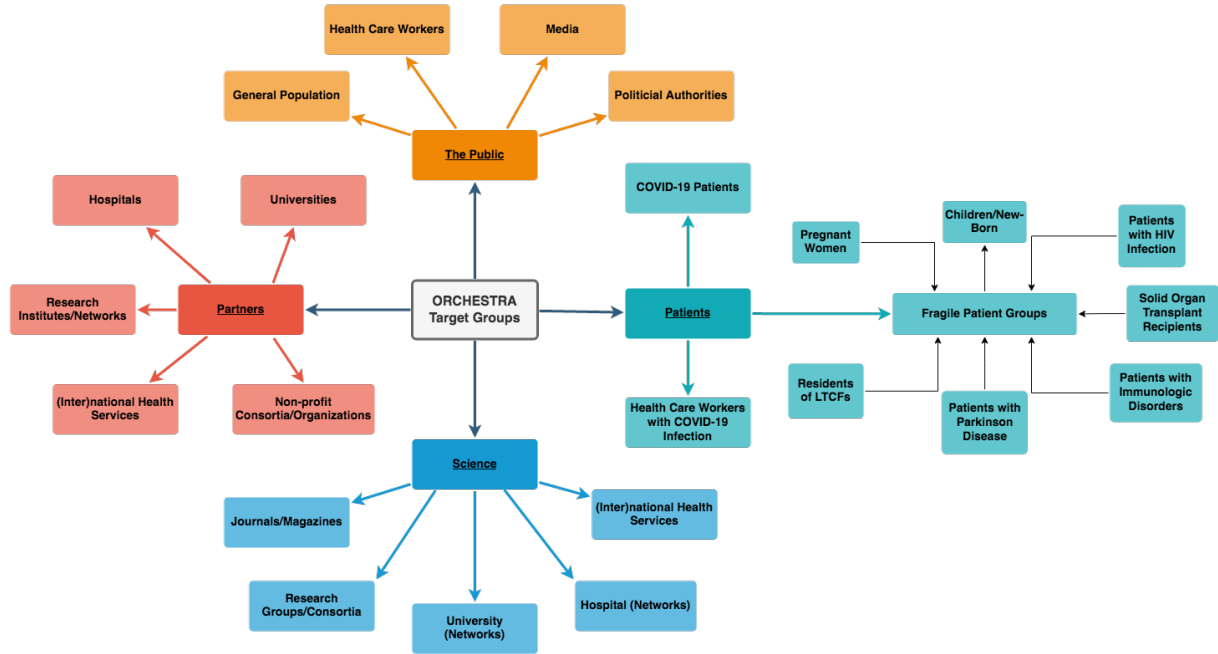 Health Care Workers
Media
General Population
Politicial Authorities
The Public
Hospitals
Universities
Research
Institutes/Networks
Partners
(Inter)national Health
Services
Non-profit
Consortia/Organizations
ORCHESTRA
Target Groups
COVID-19 Patients
Patients
Health Care Workers
with COVID-19
Infection
Pregnant
Women
Children/New-
Born
Patients
with HIV
Infection
Fragile Patient Groups
Solid Organ
Transplant
Recipients
Residents
of LTCFs
Patients with
Parkinson
Disease
Patients with
Immunologic
Disorders
Science
Journals/Magazines
(Inter)national Health
Services
Research
Groups/Consortia
University
(Networks)
Hospital (Networks)